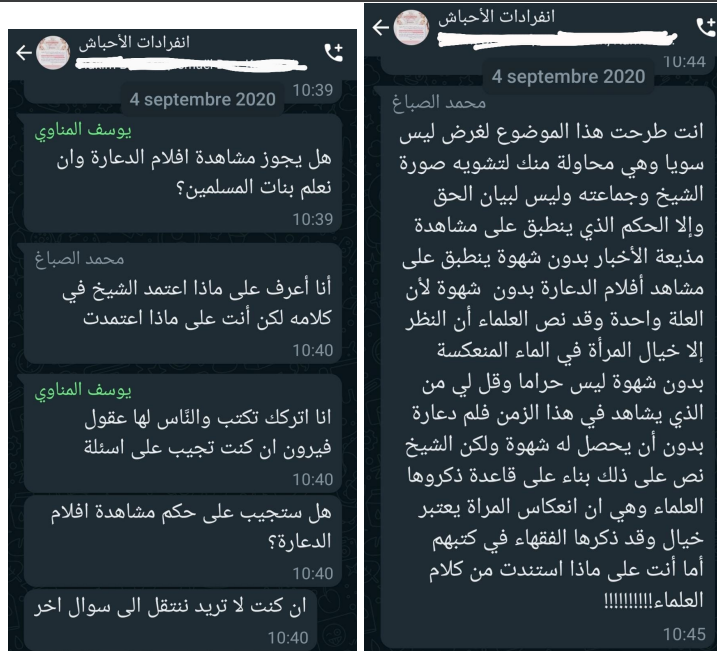 انفرادات الأحباش
10:39
4 septembre 2020
يوسف المناوي
هل يجوز مشاهدة افلام الدعارة وان
نعلم بنات المسلمين؟
10:39
محمد الصباغ
أنا أعرف على ماذا اعتمد الشيخ في
كلامه لكن أنت على ماذا اعتمدت
10:40
يوسف المناوي
انا اتركك تكتب والنَّاس لها عقول
فيرون ان كنت تجيب على اسئلة
10:40
هل ستجيب على حكم مشاهدة افلام
الدعارة؟
10:40
ان كنت لا تريد ننتقل الى سوال اخر
10:40
انفرادات الأحباش
10:44
4 septembre 2020
محمد الصباغ
انت طرحت هذا الموضوع لغرض ليس
سويا وهي محاولة منك لتشويه صورة
الشيخ وجماعته وليس لبيان الحق
وإلا الحكم الذي ينطبق على مشاهدة
مذيعة الأخبار بدون شهوة ينطبق على
مشاهد أفلام الدعارة بدون شهوة لأن
العلة واحدة وقد نص العلماء أن النظر
إلا خيال المرأة في الماء المنعكسة
بدون شهوة ليس حراما وقل لي من
الذي يشاهد في هذا الزمن فلم دعارة
بدون أن يحصل له شهوة ولكن الشيخ
نص على ذلك بناء على قاعدة ذكروها
العلماء وهي ان انعكاس المراة يعتبر
خيال وقد ذكرها الفقهاء في كتبهم
أما أنت على ماذا استندت من كلام
العلماء!!!!!!!!!!
10:45